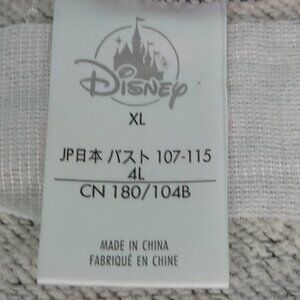 Disney
XL
JP日本 バスト 107-115
4L
CN 180/104B
MADE IN CHINA
FABRIQUÉ EN CHINE